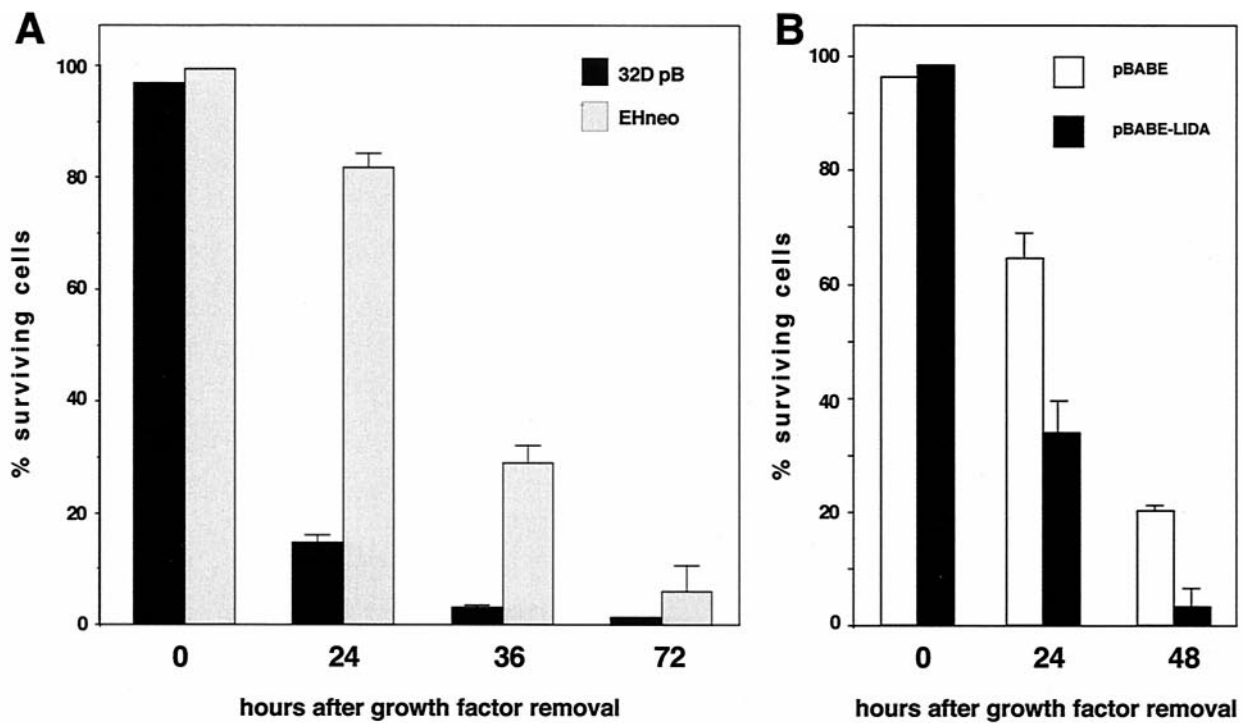 A
% surviving cells
100
80
60
40
20
0
32D pB
EHneo
0 24 36 72
hours after growth factor removal
B
% surviving cells
100
80
60
40
20
0
pBABE
pBABE-LIDA
0 24 48
hours after growth factor removal